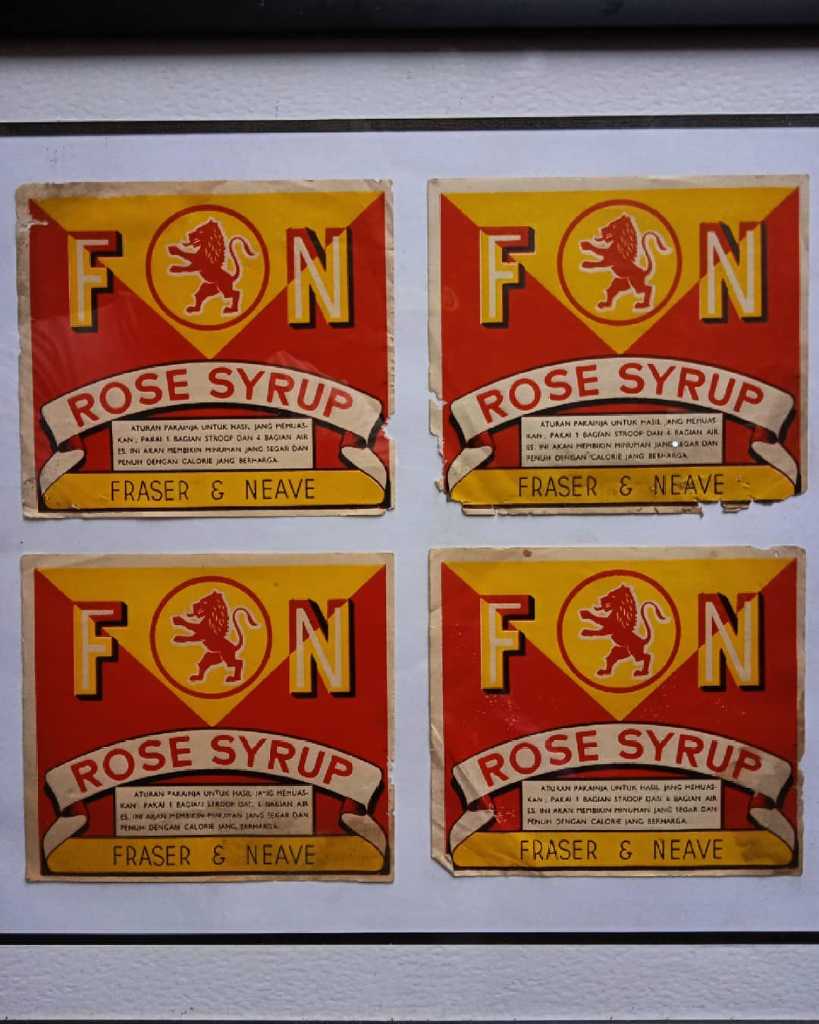 F N
ROSE SYRUP
ATURAN PAKAINJA UNTUK HASIL JANG MEMUAS-
KAN; PAKAI 1 BAGIAN STROOP DAN 4 BAGIAN AIR
ES. INI AKAN MEMBIKIN MINUMAN JANG SEGAR DAN
PENUH DENGAN CALORIE JANG BERHARGA.
FRASER & NEAVE
F N
ROSE SYRUP
ATURAN PAKAINJA UNTUK HASIL JANG MEMUAS-
KAN; PAKAI 1 BAGIAN STROOP DAN 4 BAGIAN AIR
ES. INI AKAN MEMBIKIN MINUMAN JANG SEGAR DAN
PENUH DENGAN CALORIE JANG BERHARGA.
FRASER & NEAVE
F N
ROSE SYRUP
ATURAN PAKAINJA UNTUK HASIL JANG MEMUAS-
KAN; PAKAI 1 BAGIAN STROOP DAN 4 BAGIAN AIR
ES. INI AKAN MEMBIKIN MINUMAN JANG SEGAR DAN
PENUH DENGAN CALORIE JANG BERHARGA.
FRASER & NEAVE
F N
ROSE SYRUP
ATURAN PAKAINJA UNTUK HASIL JANG MEMUAS-
KAN; PAKAI 1 BAGIAN STROOP DAN 4 BAGIAN AIR
ES. INI AKAN MEMBIKIN MINUMAN JANG SEGAR DAN
PENUH DENGAN CALORIE JANG BERHARGA.
FRASER & NEAVE